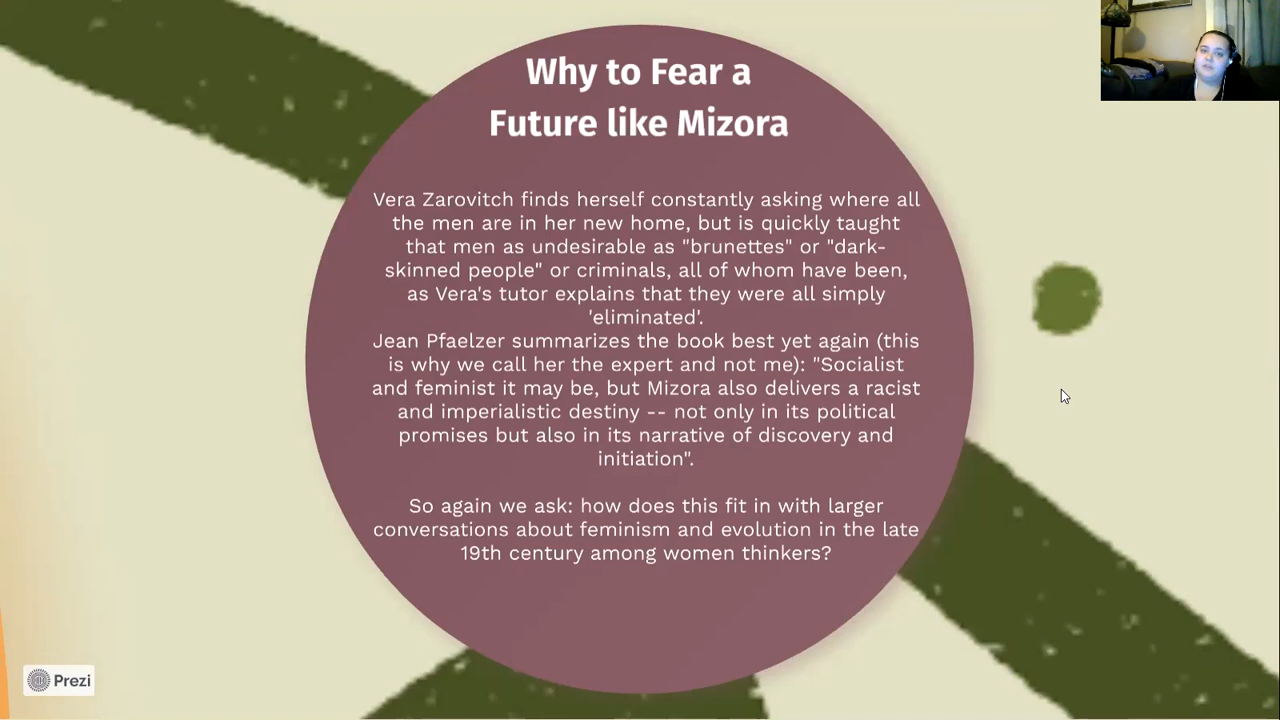 Why to Fear a
Future like Mizora
Vera Zarovitch finds herself constantly asking where all
the men are in her new home, but is quickly taught
that men as undesirable as "brunettes" or "dark-
skinned people" or criminals, all of whom have been,
as Vera's tutor explains that they were all simply
'eliminated'.
Jean Pfaelzer summarizes the book best yet again (this
is why we call her the expert and not me): "Socialist
and feminist it may be, but Mizora also delivers a racist
and imperialistic destiny -- not only in its political
promises but also in its narrative of discovery and
initiation".
So again we ask: how does this fit in with larger
conversations about feminism and evolution in the late
19th century among women thinkers?
Prezi